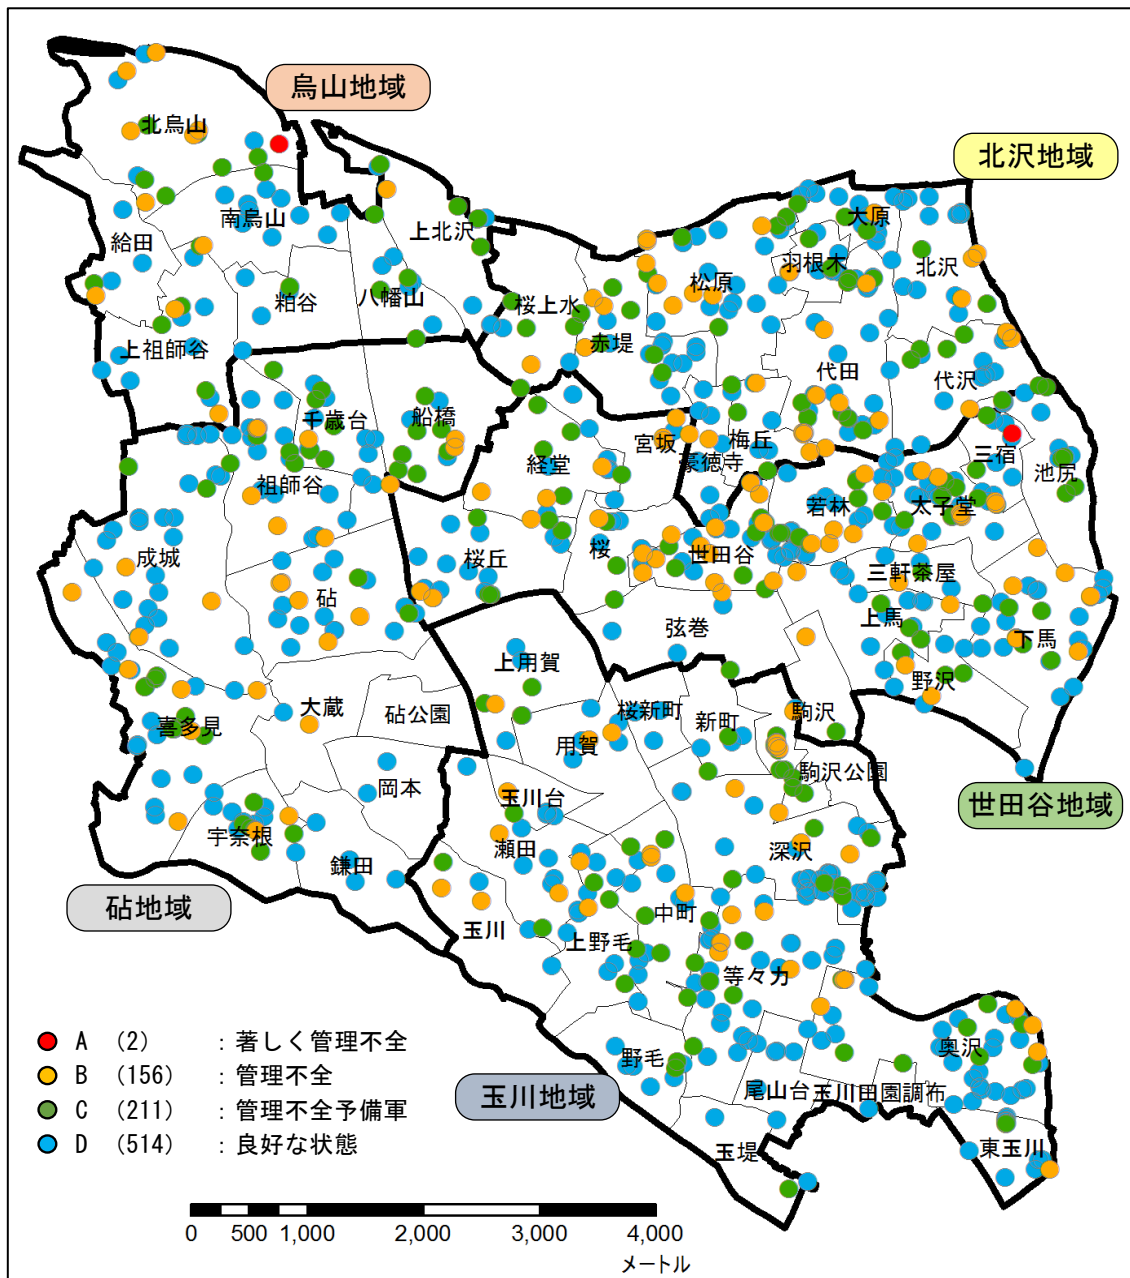 烏山地域
北烏山
北沢地域
大原
南烏山
上北沢
給田
羽根木
北沢
松原
粕谷
八幡山
桜上水
赤堤
上祖師谷
代田
代沢
千歳台
船橋
宮坂
梅丘
三宿
豪徳寺
経堂
池尻
祖師谷
若林
太子堂
成城
桜丘
桜
世田谷
三軒茶屋
砧
上馬
弦巻
下馬
上用賀
野沢
大蔵
砧公園
桜新町
新町
駒沢
喜多見
用賀
駒沢公園
岡本
玉川台
世田谷地域
宇奈根
瀬田
深沢
鎌田
砧地域
中町
玉川
上野毛
等々力
A (2) : 著しく管理不全
B (156) : 管理不全
C (211) : 管理不全予備軍
D (514) : 良好な状態
野毛
奥沢
玉川地域
尾山台
玉川田園調布
玉堤
東玉川
0 500 1,000 2,000 3,000 4,000
メートル